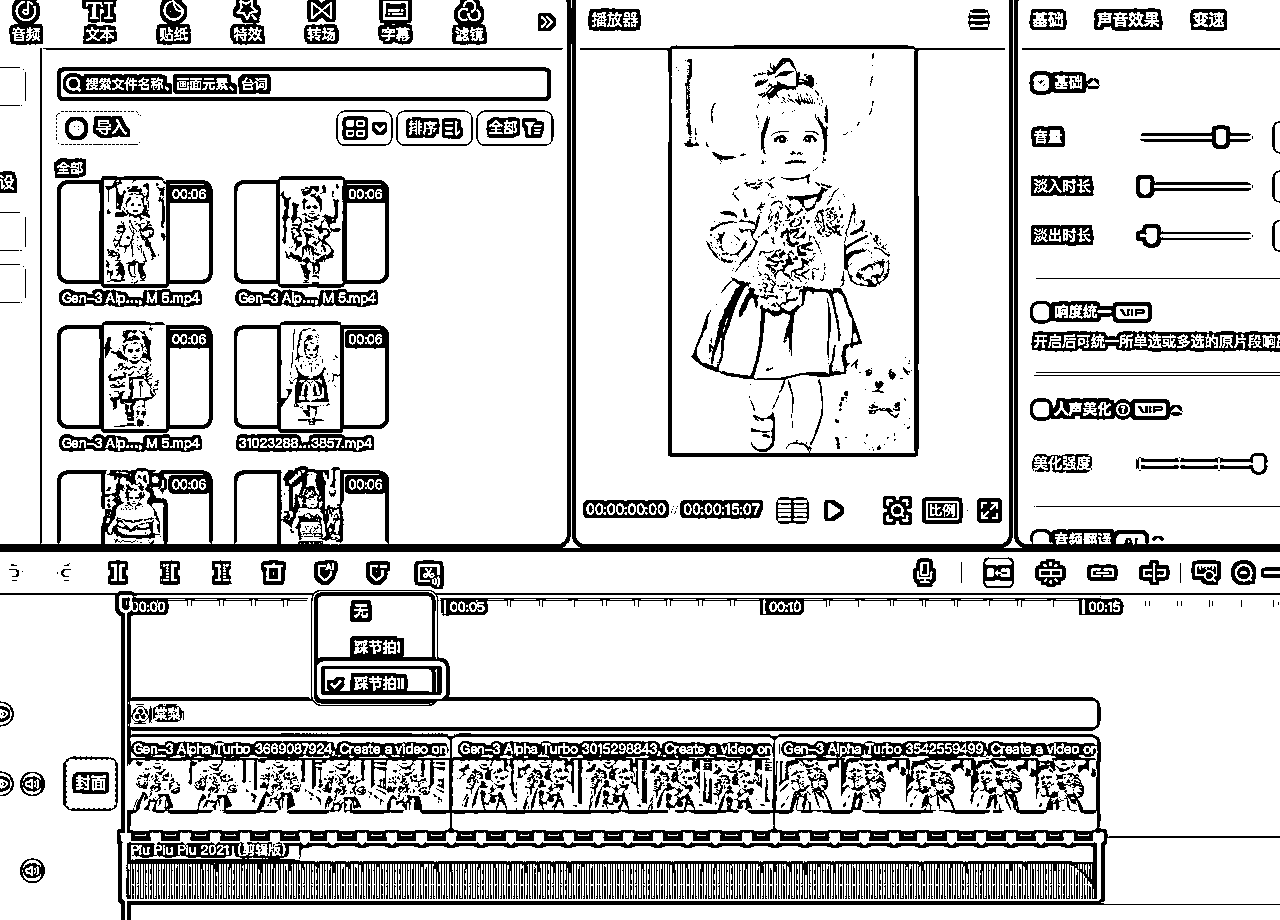 音频 文本 贴纸 特效 转场 字幕 滤镜
播放器
基础 声音效果 变速
搜索文件名称、画面元素、台词
导入
排序
全部
全部
设
00:06
00:06
Gen-3 Alp..., M 5.mp4
Gen-3 Alp..., M 5.mp4
00:06
00:06
Gen-3 Alp..., M 5.mp4
31023288...3857.mp4
00:06
00:06
00:00:00:00 00:00:15:07
比例
基础
音量
淡入时长
淡出时长
响度统一 VIP
开启后可统一所单选或多选的原片段响
人声美化 VIP
美化强度
音频翻译 AI
00:00 00:05 00:10 00:15
无
踩节拍I
踩节拍II
Gen-3 Alpha Turbo 3669087924, Create a video on
Gen-3 Alpha Turbo 3015298843, Create a video on
Gen-3 Alpha Turbo 3542559499, Create a video on
封面
Piu Piu Piu 2021 (剪辑版)